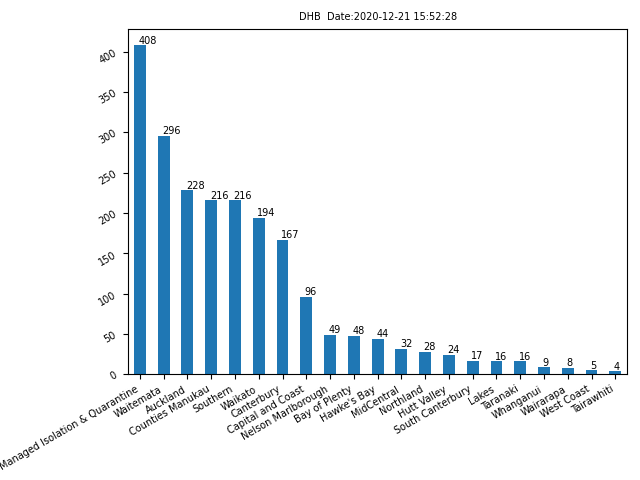 DHB  Date:2020-12-21 15:52:28
400
350
300
250
200
150
100
50
0
408
296
228
216
216
194
167
96
49
48
44
32
28
24
17
16
16
9
8
5
4
Managed Isolation & Quarantine
Waitemata
Auckland
Counties Manukau
Southern
Waikato
Canterbury
Capital and Coast
Nelson Marlborough
Bay of Plenty
Hawke's Bay
MidCentral
Northland
Hutt Valley
South Canterbury
Lakes
Taranaki
Whanganui
Wairarapa
West Coast
Tairawhiti